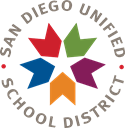 SAN DIEGO UNIFIED
• SCHOOL DISTRICT •